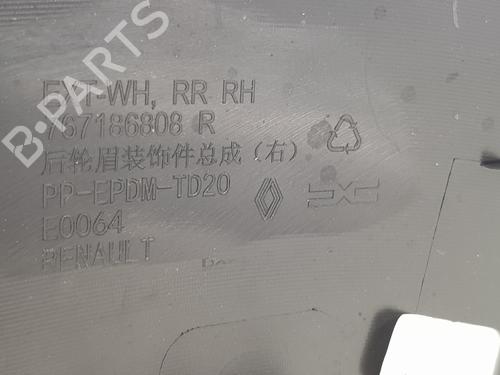 EXT-WH, RR RH
767186808 R
后轮眉装饰件总成(右)
PP-EPDM-TD20
E0064
RENAULT
B-PARTS